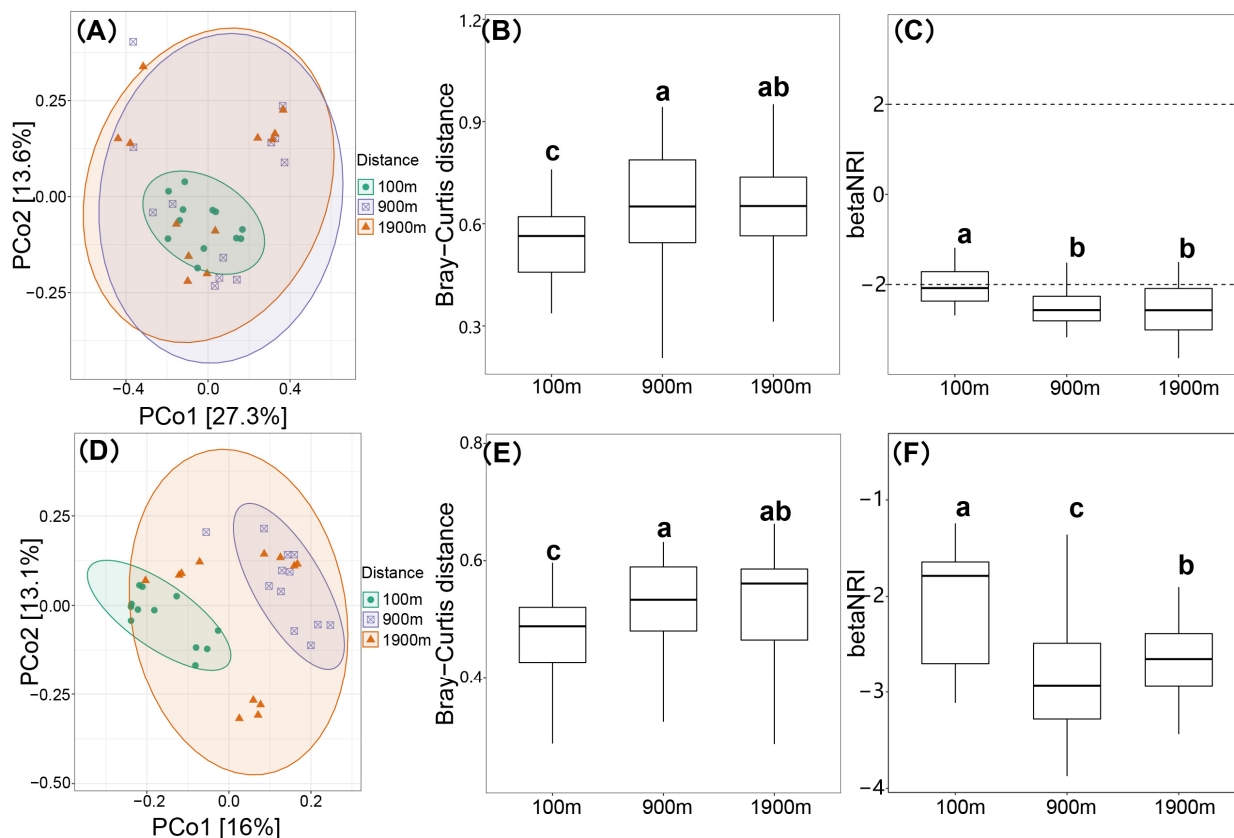 (A)
PCo2 [13.6%]
0.25
0.00
−0.25
−0.4
0.0
0.4
PCo1 [27.3%]
Distance
100m
900m
1900m
(B)
Bray−Curtis distance
1.2
0.9
0.6
0.3
c
a
ab
100m
900m
1900m
(C)
betaNRI
2
0
−2
a
b
b
100m
900m
1900m
(D)
PCo2 [13.1%]
0.25
0.00
−0.25
−0.50
−0.2
0.0
0.2
PCo1 [16%]
Distance
100m
900m
1900m
(E)
Bray−Curtis distance
0.8
0.6
0.4
c
a
ab
100m
900m
1900m
(F)
betaNRI
−1
−2
−3
−4
a
c
b
100m
900m
1900m